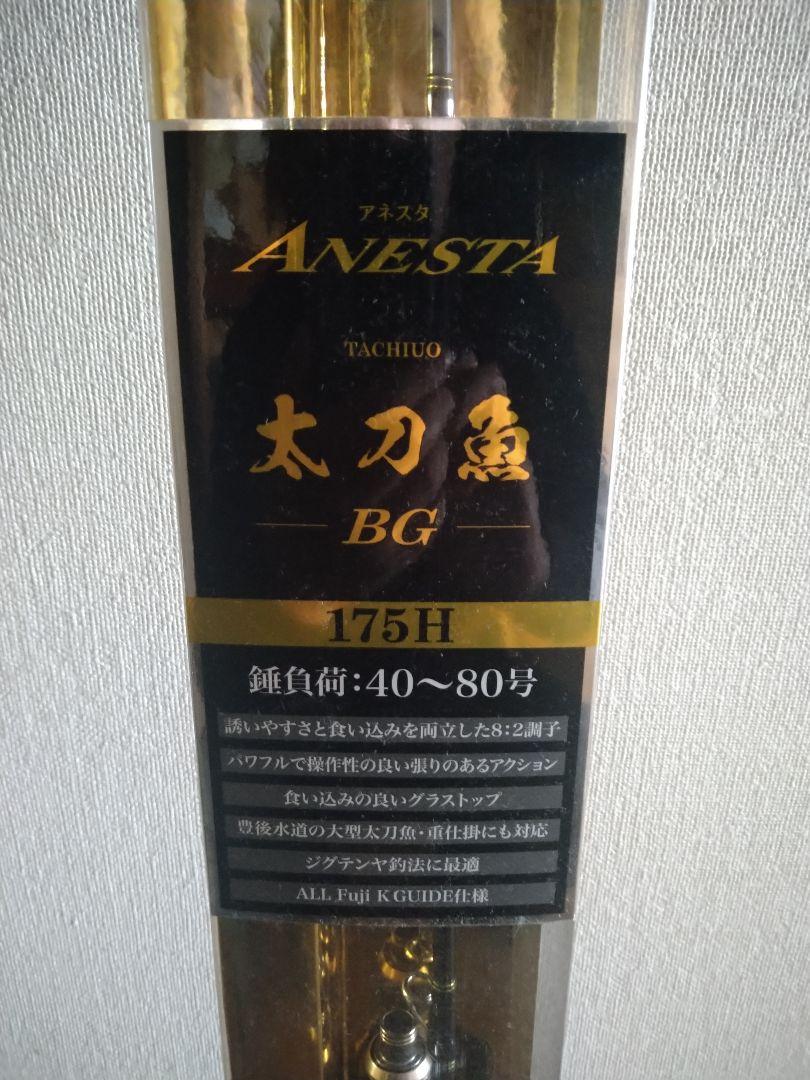 アネスタ
ANESTA
TACHIUO
太刀魚
BG
175H
錘負荷:40〜80号
誘いやすさと食い込みを両立した8:2調子
パワフルで操作性の良い張りのあるアクション
食い込みの良いグラストップ
豊後水道の大型太刀魚・重仕掛にも対応
ジグテンヤ釣法に最適
ALL Fuji K GUIDE仕様